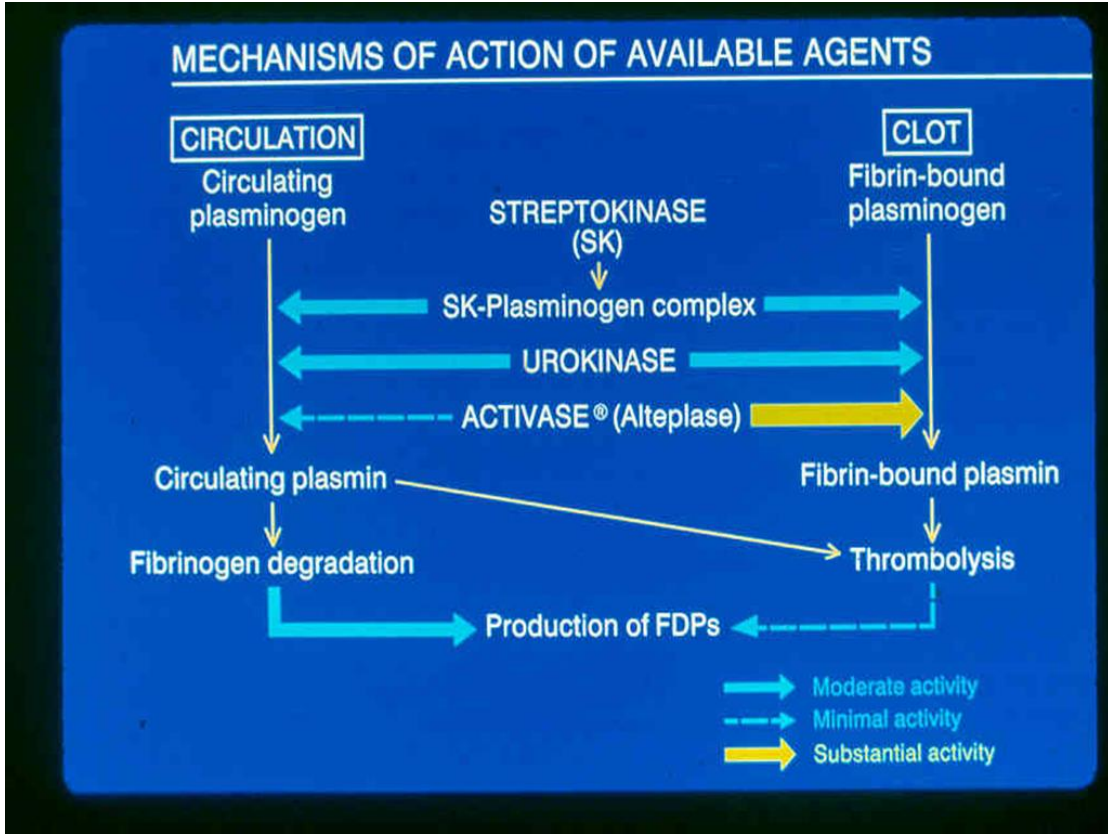 MECHANISMS OF ACTION OF AVAILABLE AGENTS
CIRCULATION
Circulating
plasminogen
CLOT
Fibrin-bound
plasminogen
STREPTOKINASE
(SK)
SK-Plasminogen complex
UROKINASE
ACTIVASE® (Alteplase)
Circulating plasmin
Fibrin-bound plasmin
Fibrinogen degradation
Thrombolysis
Production of FDPs
Moderate activity
Minimal activity
Substantial activity